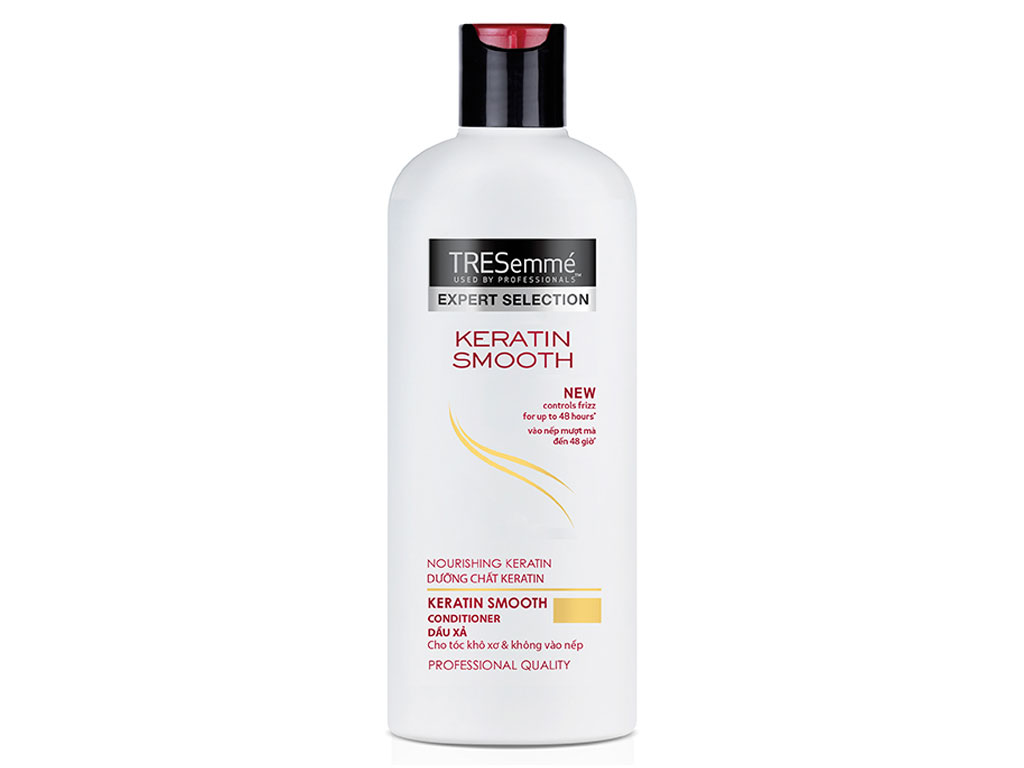 TRESemmé
USED BY PROFESSIONALS™
EXPERT SELECTION
KERATIN
SMOOTH
NEW
controls frizz
for up to 48 hours*
vào nếp mượt mà
đến 48 giờ*
NOURISHING KERATIN
DƯỠNG CHẤT KERATIN
KERATIN SMOOTH
CONDITIONER
DẦU XẢ
Cho tóc khô xơ & không vào nếp
PROFESSIONAL QUALITY